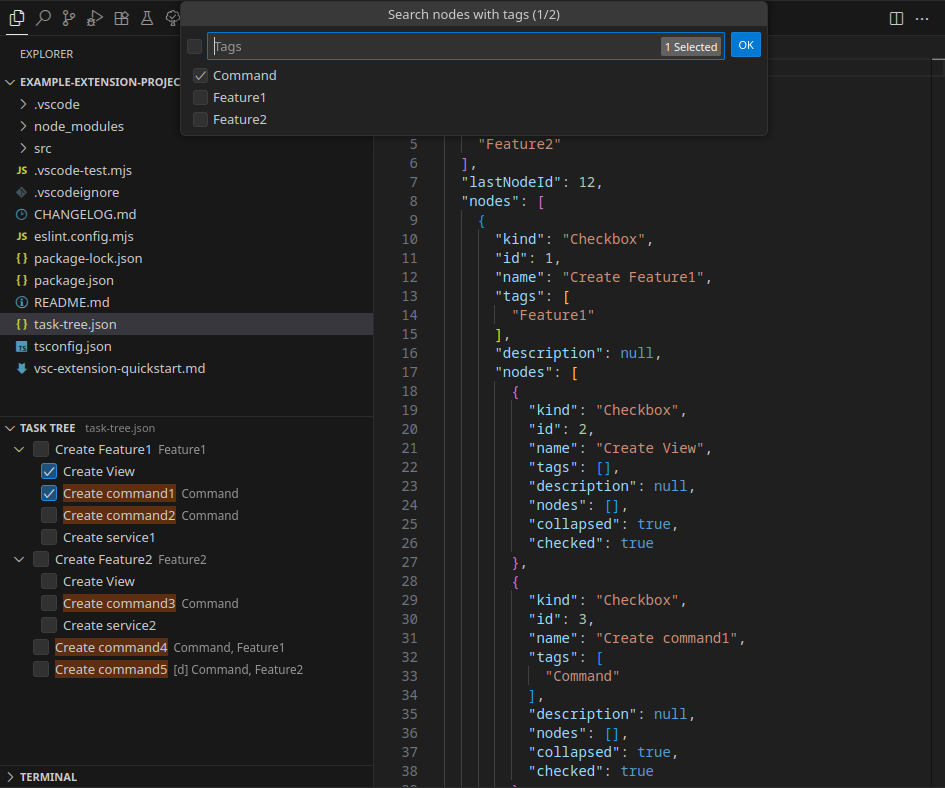 Search nodes with tags (1/2)
Tags
1 Selected
OK
Command
Feature1
Feature2
EXPLORER
EXAMPLE-EXTENSION-PROJEC
.vscode
node_modules
src
JS .vscode-test.mjs
.vscodeignore
CHANGELOG.md
JS eslint.config.mjs
{} package-lock.json
{} package.json
README.md
{} task-tree.json
TS tsconfig.json
vsc-extension-quickstart.md
TASK TREE task-tree.json
Create Feature1 Feature1
Create View
Create command1 Command
Create command2 Command
Create service1
Create Feature2 Feature2
Create View
Create command3 Command
Create service2
Create command4 Command, Feature1
Create command5 [d] Command, Feature2
TERMINAL
5 "Feature2"
6 ],
7 "lastNodeId": 12,
8 "nodes": [
9 {
10 "kind": "Checkbox",
11 "id": 1,
12 "name": "Create Feature1",
13 "tags": [
14 "Feature1"
15 ],
16 "description": null,
17 "nodes": [
18 {
19 "kind": "Checkbox",
20 "id": 2,
21 "name": "Create View",
22 "tags": [],
23 "description": null,
24 "nodes": [],
25 "collapsed": true,
26 "checked": true
27 },
28 {
29 "kind": "Checkbox",
30 "id": 3,
31 "name": "Create command1",
32 "tags": [
33 "Command"
34 ],
35 "description": null,
36 "nodes": [],
37 "collapsed": true,
38 "checked": true